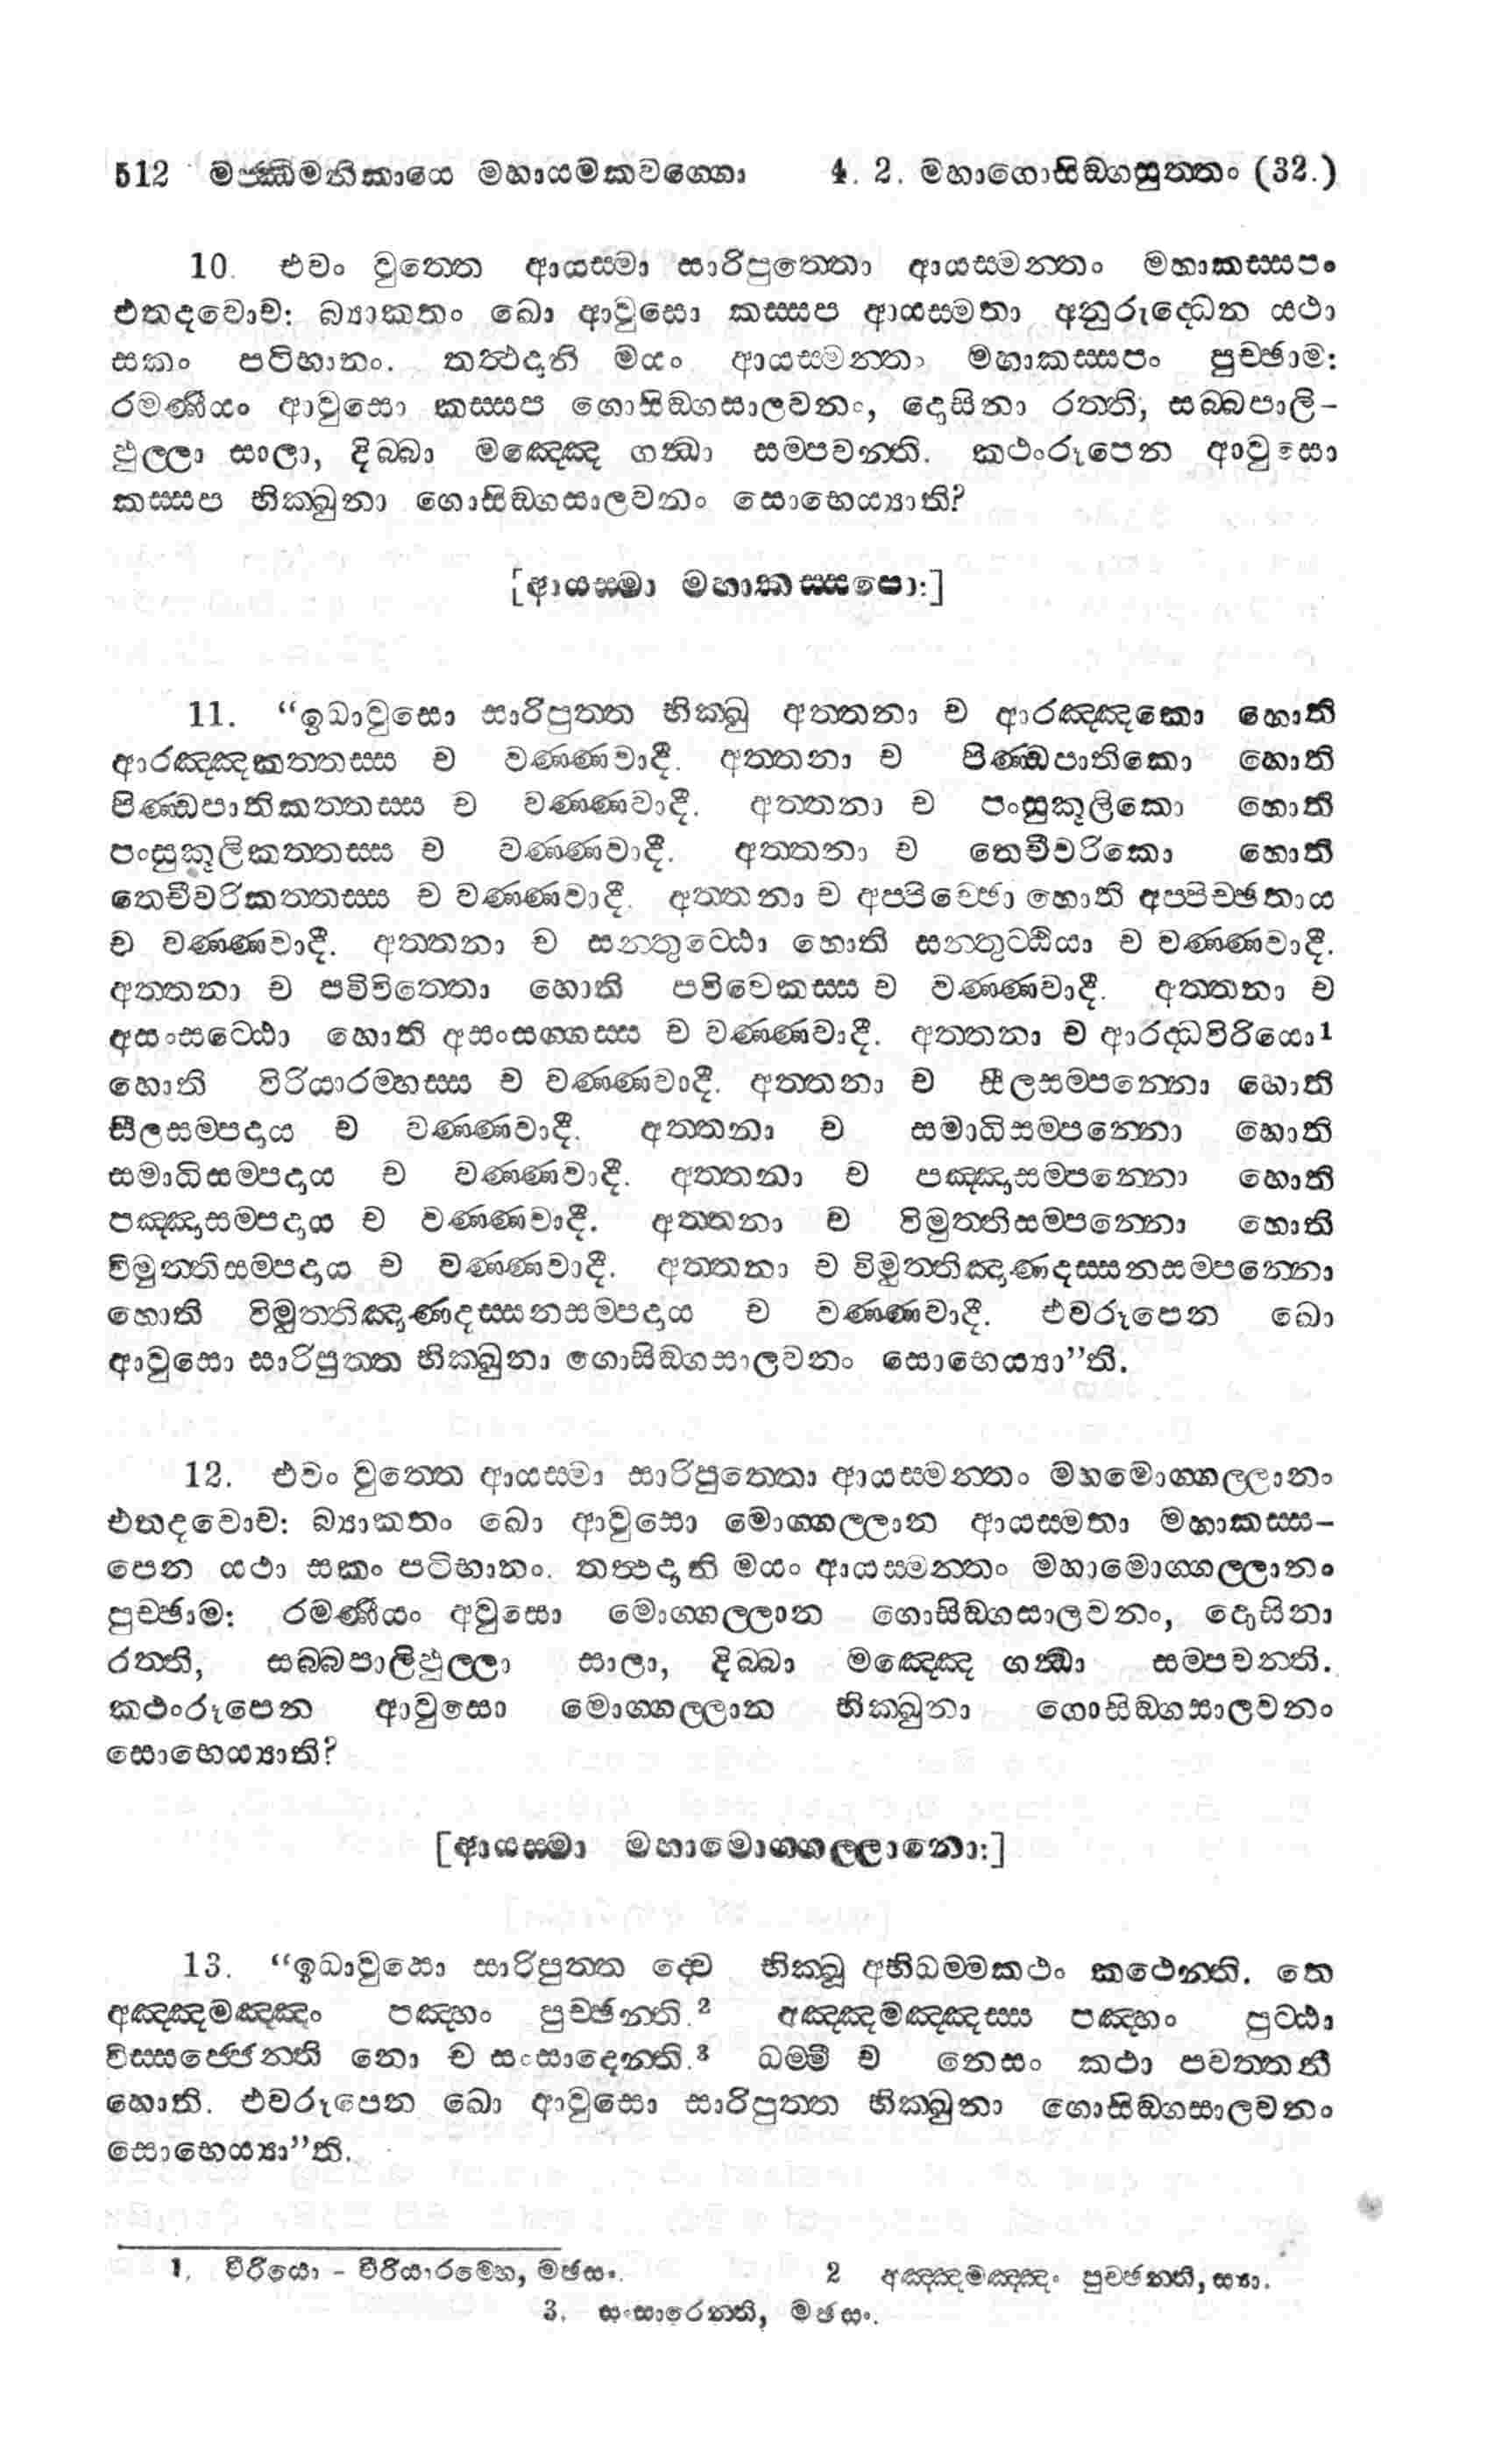 512 මජ්ඣිමනිකායෙ මහායමකවග්ගො 4. 2. මහාගොසිඞ්ගසුත්තං (32.)
10. එවං වුත්තෙ ආයස්මා සාරිපුත්තො ආයස්මන්තං මහාකස්සපං
එතදවොච: බ්‍යාකතං ඛො ආවුසො කස්සප ආයස්මතා අනුරුද්ධෙන යථා
සකං පටිභානං. තත්‍ථදානි මයං ආයස්මන්තං මහාකස්සපං පුච්ඡාම:
රමණීයං ආවුසො කස්සප ගොසිඞ්ගසාලවනං, දොසිනා රත්ති, සබ්බපාලි-
ඵුල්ලා සාලා, දිබ්බා මඤ්ඤෙ ගන්‍ධා සම්පවන්ති. කථංරූපෙන ආවුසො
කස්සප භික්ඛුනා ගොසිඞ්ගසාලවනං සොභෙය්‍යාති?
[ආයස්මා මහාකස්සපො:]
11. “ඉධාවුසො සාරිපුත්ත භික්ඛු අත්තනා ච ආරඤ්ඤකො හොති
ආරඤ්ඤකත්තස්ස ච වණ්ණවාදී. අත්තනා ච පිණ්ඩපාතිකො හොති
පිණ්ඩපාතිකත්තස්ස ච වණ්ණවාදී. අත්තනා ච පංසුකූලිකො හොති
පංසුකූලිකත්තස්ස ච වණ්ණවාදී. අත්තනා ච තෙචීවරිකො හොති
තෙචීවරිකත්තස්ස ච වණ්ණවාදී. අත්තනා ච අප්පිච්ඡො හොති අප්පිච්ඡතාය
ච වණ්ණවාදී. අත්තනා ච සන්තුට්ඨො හොති සන්තුට්ඨියා ච වණ්ණවාදී.
අත්තනා ච පවිවිත්තො හොති පවිවෙකස්ස ච වණ්ණවාදී. අත්තනා ච
අසංසට්ඨො හොති අසංසග්ගස්ස ච වණ්ණවාදී. අත්තනා ච ආරද්ධවිරියො1
හොති විරියාරම්භස්ස ච වණ්ණවාදී. අත්තනා ච සීලසම්පන්නො හොති
සීලසම්පදාය ච වණ්ණවාදී. අත්තනා ච සමාධිසම්පන්නො හොති
සමාධිසම්පදාය ච වණ්ණවාදී. අත්තනා ච පඤ්ඤාසම්පන්නො හොති
පඤ්ඤාසම්පදාය ච වණ්ණවාදී. අත්තනා ච විමුත්තිසම්පන්නො හොති
විමුත්තිසම්පදාය ච වණ්ණවාදී. අත්තනා ච විමුත්තිඤාණදස්සනසම්පන්නො
හොති විමුත්තිඤාණදස්සනසම්පදාය ච වණ්ණවාදී. එවරූපෙන ඛො
ආවුසො සාරිපුත්ත භික්ඛුනා ගොසිඞ්ගසාලවනං සොභෙය්‍යා”ති.
12. එවං වුත්තෙ ආයස්මා සාරිපුත්තො ආයස්මන්තං මහමොග්ගල්ලානං
එතදවොච: බ්‍යාකතං ඛො ආවුසො මොග්ගල්ලාන ආයස්මතා මහාකස්ස-
පෙන යථා සකං පටිභානං. තත්‍ථදානි මයං ආයස්මන්තං මහාමොග්ගල්ලානං
පුච්ඡාම: රමණීයං අවුසො මොග්ගල්ලාන ගොසිඞ්ගසාලවනං, දොසිනා
රත්ති, සබ්බපාලිඵුල්ලා සාලා, දිබ්බා මඤ්ඤෙ ගන්‍ධා සම්පවන්ති.
කථංරූපෙන ආවුසො මොග්ගල්ලාන භික්ඛුනා ගොසිඞ්ගසාලවනං
සොභෙය්‍යාති?
[ආයස්මා මහාමොග්ගල්ලානො:]
13. “ඉධාවුසො සාරිපුත්ත ද්වෙ භික්ඛූ අභිධම්මකථං කථෙන්ති. තෙ
අඤ්ඤමඤ්ඤං පඤ්හං පුච්ඡන්ති.2 අඤ්ඤමඤ්ඤස්ස පඤ්හං පුට්ඨා
විස්සජ්ජෙන්ති නො ච සංසාදෙන්ති.3 ධම්මී ච නෙසං කථා පවත්තනී
හොති. එවරූපෙන ඛො ආවුසො සාරිපුත්ත භික්ඛුනා ගොසිඞ්ගසාලවනං
සොභෙය්‍යා”ති.
1. වීරියො - වීරියාරම්භො, මඡසං. 2 අඤ්ඤමඤ්ඤං පුච්ඡන්ති, ස්‍යා.
3. සංසාරෙන්ති, මඡසං.